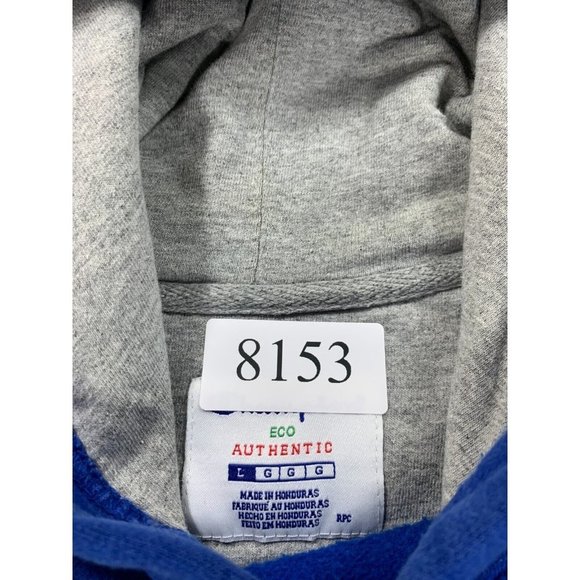 8153
ECO
AUTHENTIC
L G G G
MADE IN HONDURAS
FABRIQUÉ AU HONDURAS
HECHO EN HONDURAS
FEITO EM HONDURAS
RPC